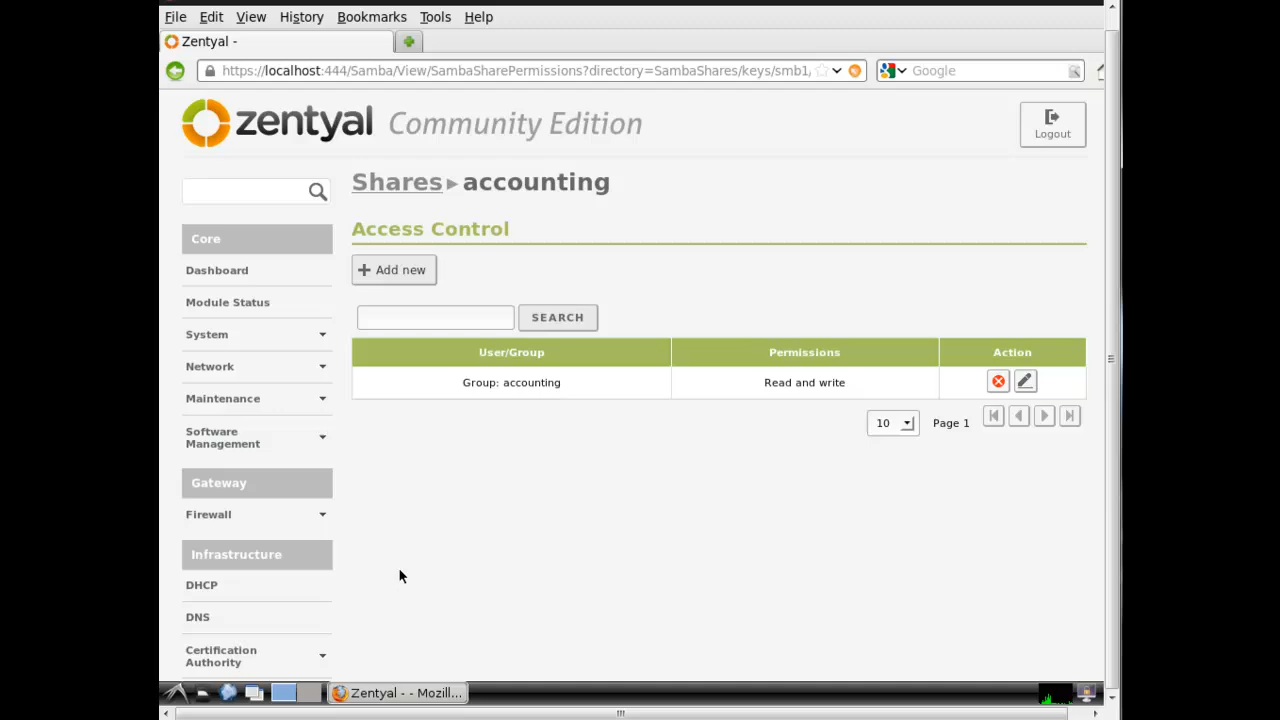 File Edit View History Bookmarks Tools Help
Zentyal -
https://localhost:444/Samba/View/SambaSharePermissions?directory=SambaShares/keys/smb1, Google
zentyal Community Edition
Logout
Shares ▸ accounting
Access Control
Core
Dashboard
Module Status
System
Network
Maintenance
Software
Management
Gateway
Firewall
Infrastructure
DHCP
DNS
Certification
Authority
+ Add new
SEARCH
User/Group Permissions Action
Group: accounting Read and write
10 Page 1
Zentyal - - Mozill...